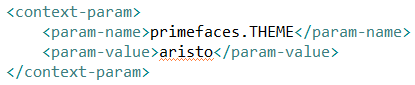 <context-param>
    <param-name>primefaces.THEME</param-name>
    <param-value>aristo</param-value>
</context-param>